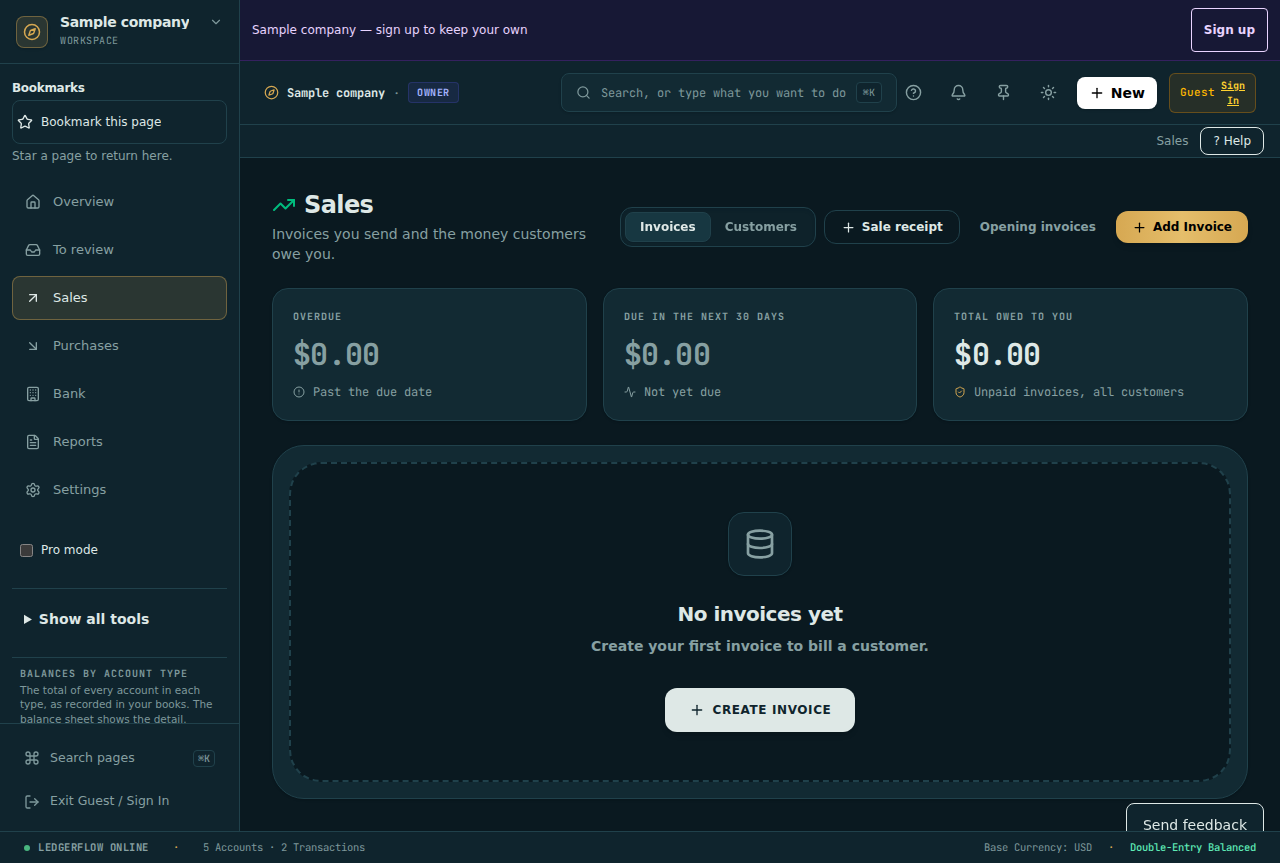 Sample company
WORKSPACE
Bookmarks
Bookmark this page
Star a page to return here.
Overview
To review
Sales
Purchases
Bank
Reports
Settings
Pro mode
Show all tools
BALANCES BY ACCOUNT TYPE
The total of every account in each
type, as recorded in your books. The
balance sheet shows the detail.
Search pages ⌘K
Exit Guest / Sign In
Sample company — sign up to keep your own
Sign up
Sample company · OWNER
Search, or type what you want to do ⌘K
+ New
Guest Sign
In
Sales
? Help
Sales
Invoices you send and the money customers
owe you.
Invoices
Customers
+ Sale receipt
Opening invoices
+ Add Invoice
OVERDUE
$0.00
Past the due date
DUE IN THE NEXT 30 DAYS
$0.00
Not yet due
TOTAL OWED TO YOU
$0.00
Unpaid invoices, all customers
No invoices yet
Create your first invoice to bill a customer.
+ CREATE INVOICE
Send feedback
LEDGERFLOW ONLINE · 5 Accounts · 2 Transactions
Base Currency: USD · Double-Entry Balanced